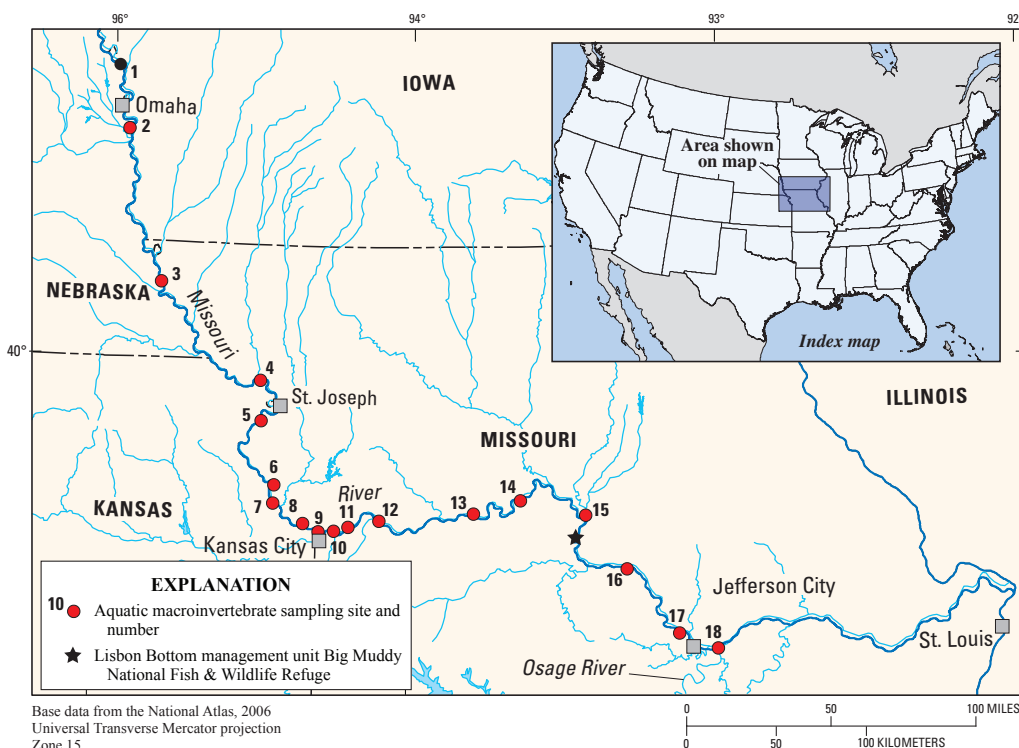 96°
94°
93°
92
1
IOWA
Omaha
2
Area shown
on map
3
NEBRASKA
Missouri
Index map
40°
4
St. Joseph
ILLINOIS
5
MISSOURI
6
7
KANSAS
8
River
9
10
11
12
13
14
15
Kansas City
16
Jefferson City
17
18
St. Louis
Osage River
EXPLANATION
10
Aquatic macroinvertebrate sampling site and
number
Lisbon Bottom management unit Big Muddy
National Fish & Wildlife Refuge
Base data from the National Atlas, 2006
Universal Transverse Mercator projection
Zone 15
0 50 100 MILES
0 50 100 KILOMETERS